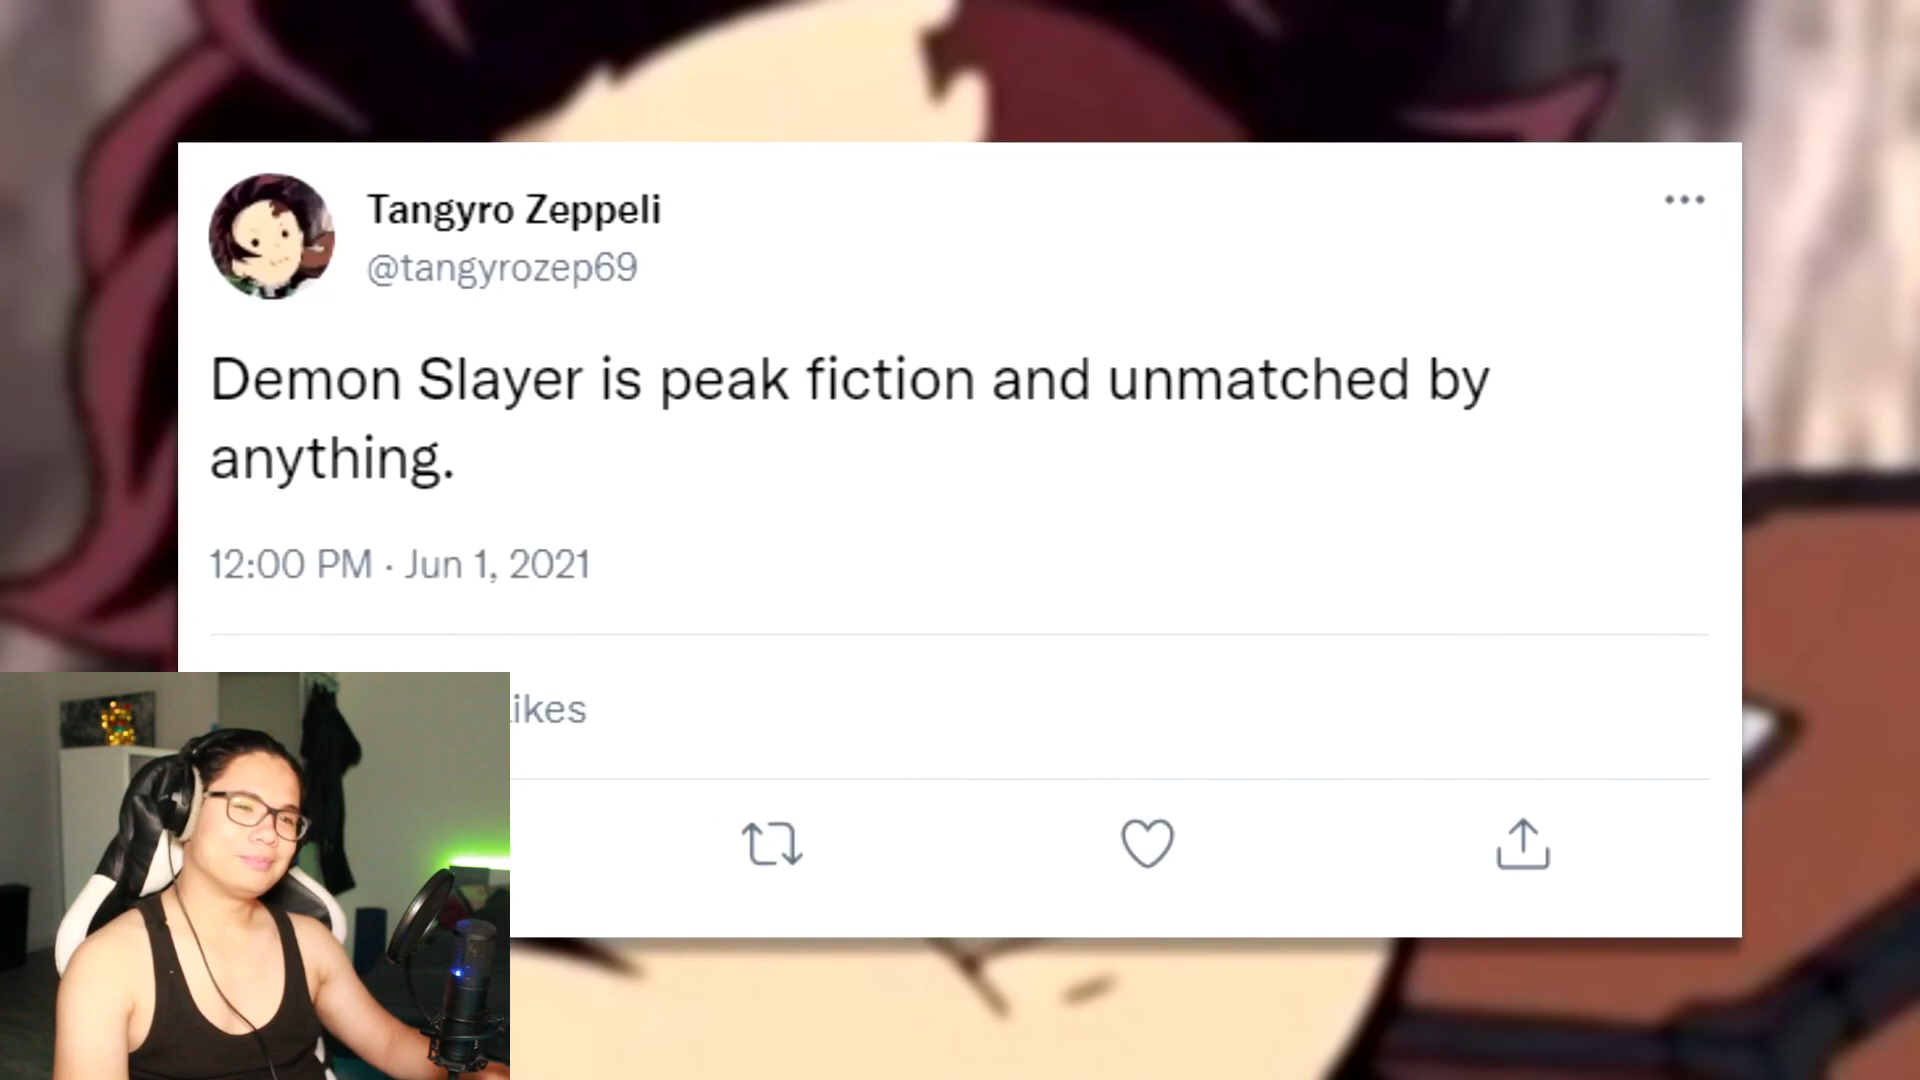 Tangyro Zeppeli
@tangyrozep69
Demon Slayer is peak fiction and unmatched by
anything.
12:00 PM · Jun 1, 2021
ikes